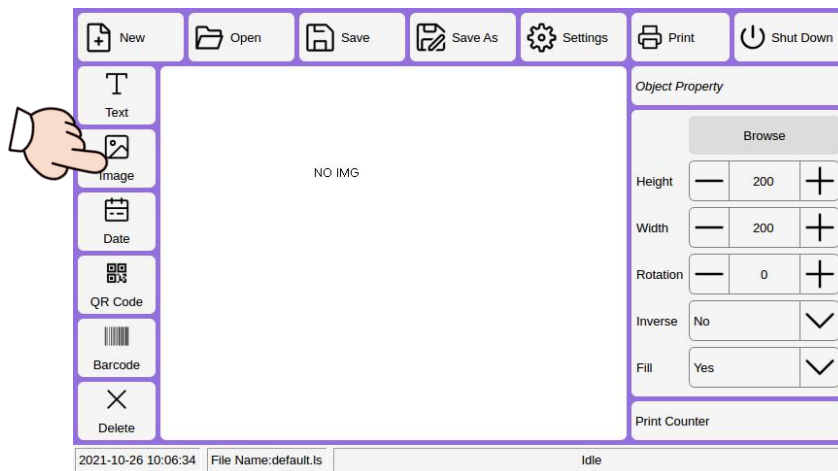 New
Open
Save
Save As
Settings
Print
Shut Down
Text
Image
Date
QR Code
Barcode
Delete
NO IMG
Object Property
Browse
Height 200
Width 200
Rotation 0
Inverse No
Fill Yes
Print Counter
2021-10-26 10:06:34 File Name:default.ls Idle